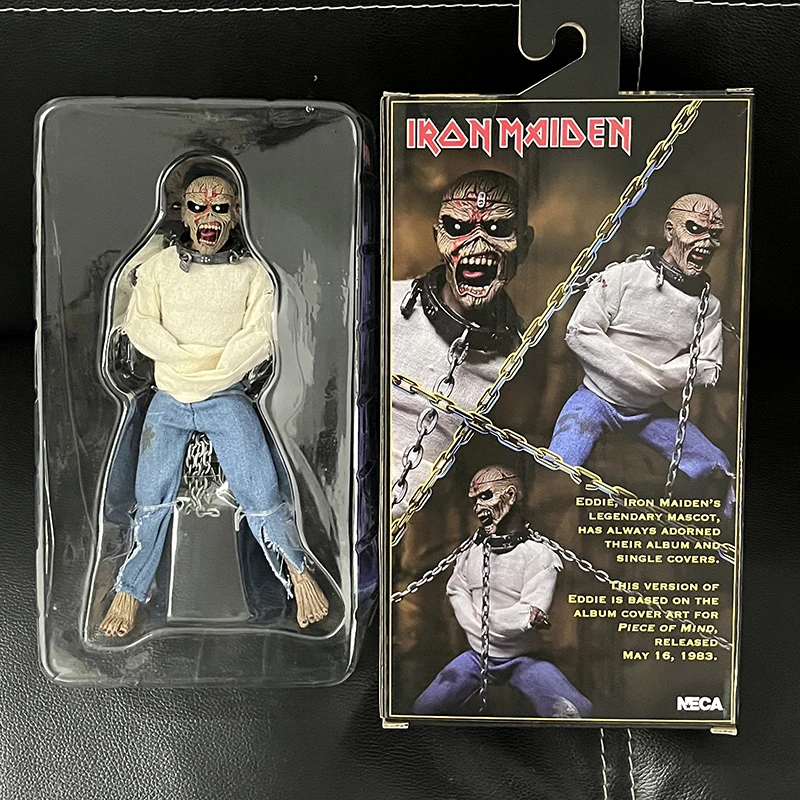 IRON MAIDEN
EDDIE, IRON MAIDEN'S
LEGENDARY MASCOT,
HAS ALWAYS ADORNED
THEIR ALBUM AND
SINGLE COVERS.
THIS VERSION OF
EDDIE IS BASED ON THE
ALBUM COVER ART FOR
PIECE OF MIND,
RELEASED
MAY 16, 1983.
NECA